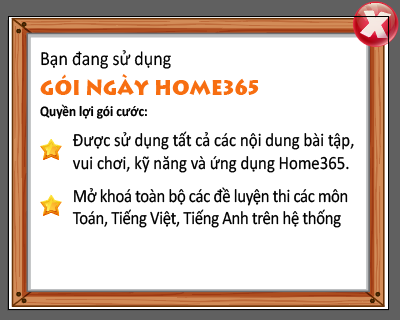 Bạn đang sử dụng
GÓI NGÀY HOME365
Quyền lợi gói cước:
Được sử dụng tất cả các nội dung bài tập,
vui chơi, kỹ năng và ứng dụng Home365.
Mở khoá toàn bộ các đề luyện thi các môn
Toán, Tiếng Việt, Tiếng Anh trên hệ thống